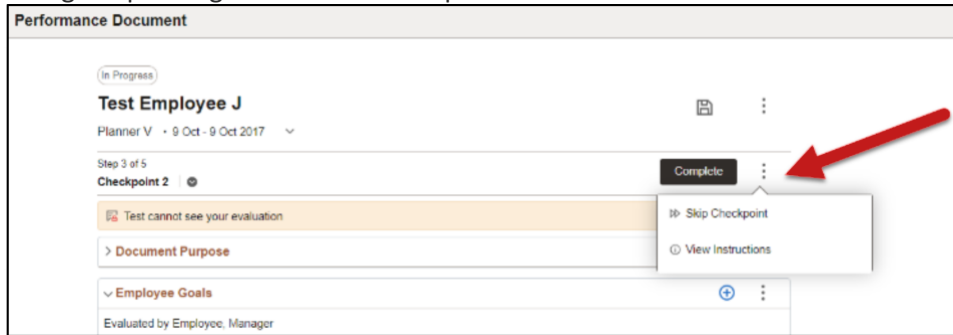 Performance Document
In Progress
Test Employee J
Planner V • 9 Oct - 9 Oct 2017
Step 3 of 5
Checkpoint 2
Complete
Test cannot see your evaluation
Skip Checkpoint
View Instructions
Document Purpose
Employee Goals
Evaluated by Employee, Manager